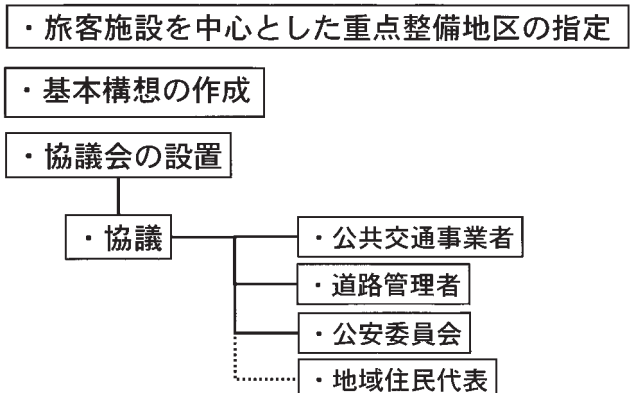 ・旅客施設を中心とした重点整備地区の指定
・基本構想の作成
・協議会の設置
・協議
・公共交通事業者
・道路管理者
・公安委員会
・地域住民代表